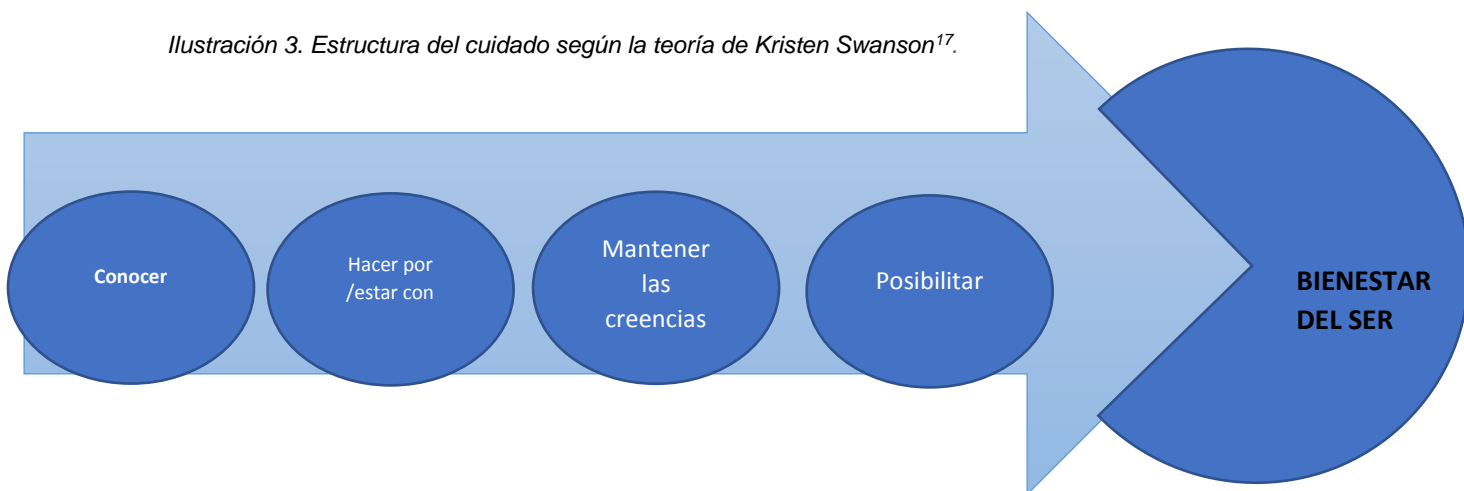 Ilustración 3. Estructura del cuidado según la teoría de Kristen Swanson17.
Conocer
Hacer por
/estar con
Mantener
las
creencias
Posibilitar
BIENESTAR
DEL SER